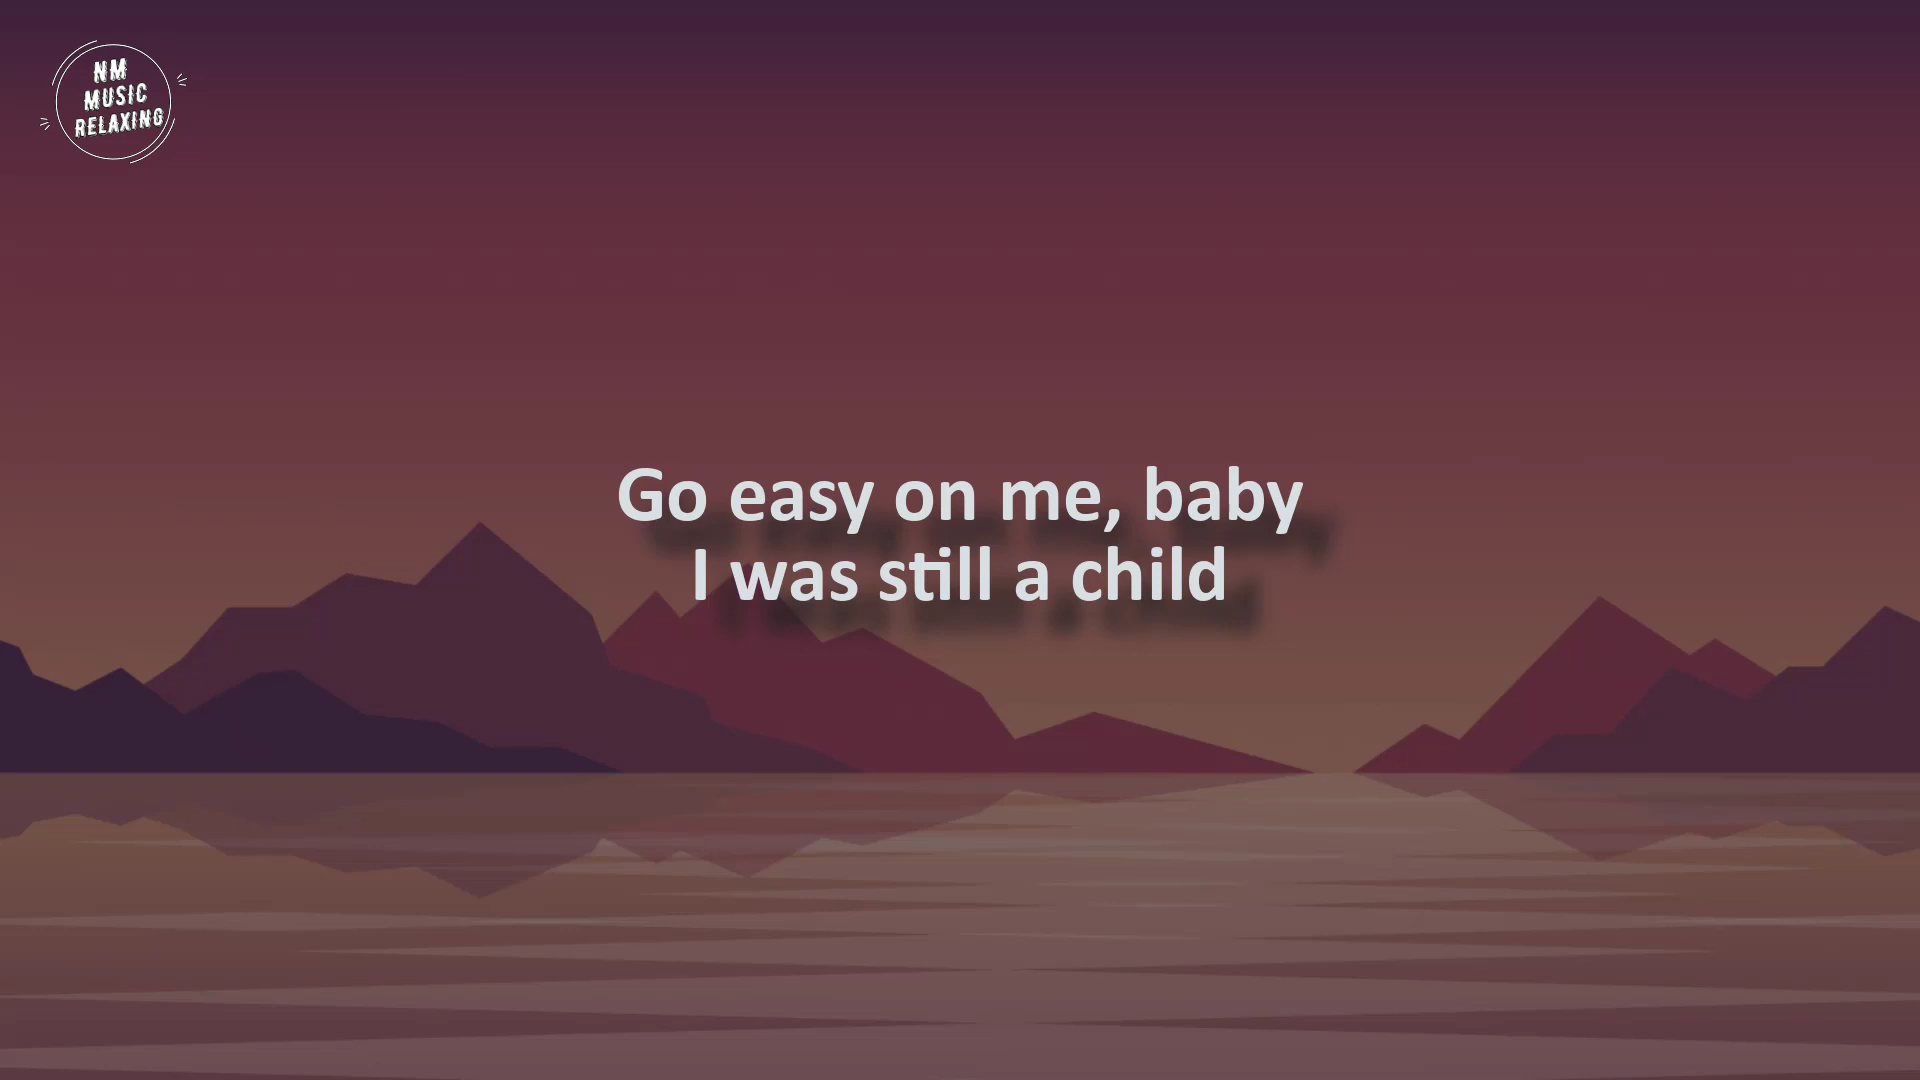 NM
MUSIC
RELAXING
Go easy on me, baby
I was still a child